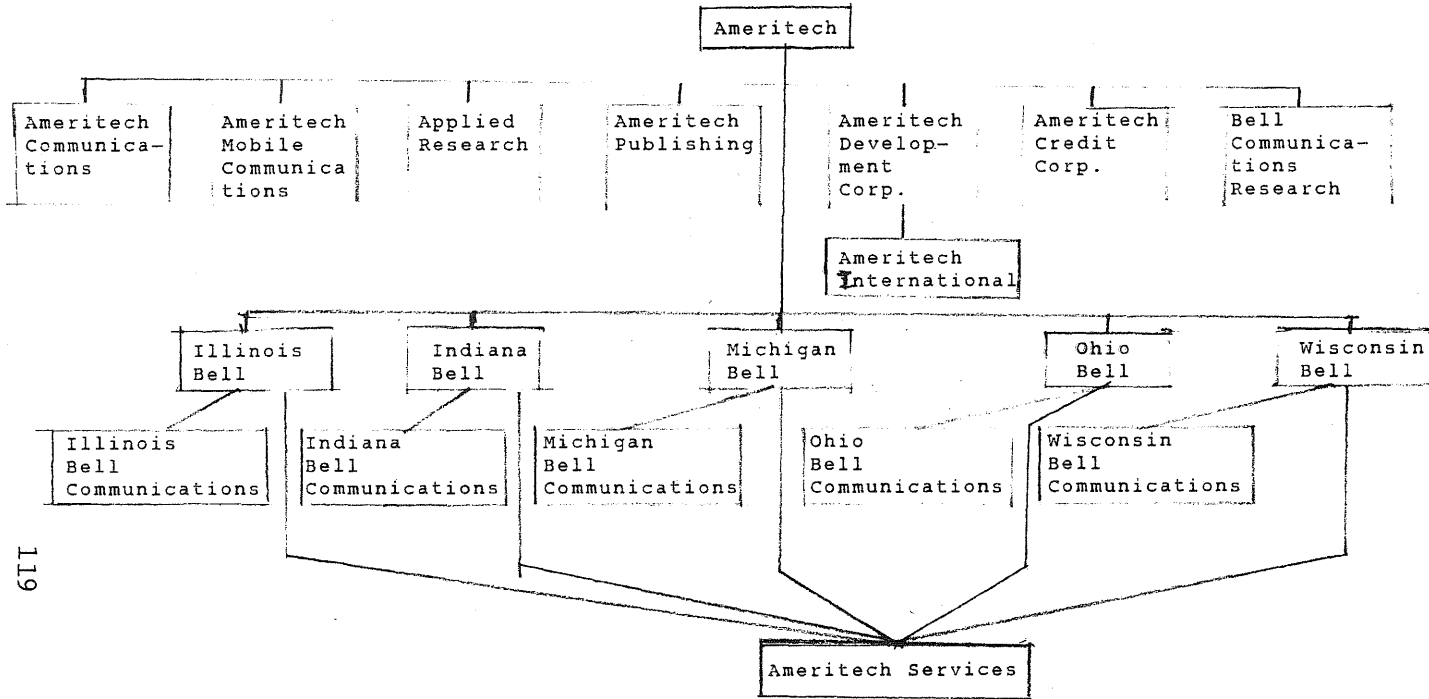 Ameritech
Ameritech
Communica-
tions
Ameritech
Mobile
Communica
tions
Applied
Research
Ameritech
Publishing
Ameritech
Develop-
ment
Corp.
Ameritech
Credit
Corp.
Bell
Communica-
tions
Research
Ameritech
International
Illinois
Bell
Indiana
Bell
Michigan
Bell
Ohio
Bell
Wisconsin
Bell
Illinois
Bell
Communications
Indiana
Bell
Communications
Michigan
Bell
Communications
Ohio
Bell
Communications
Wisconsin
Bell
Communications
119
Ameritech Services